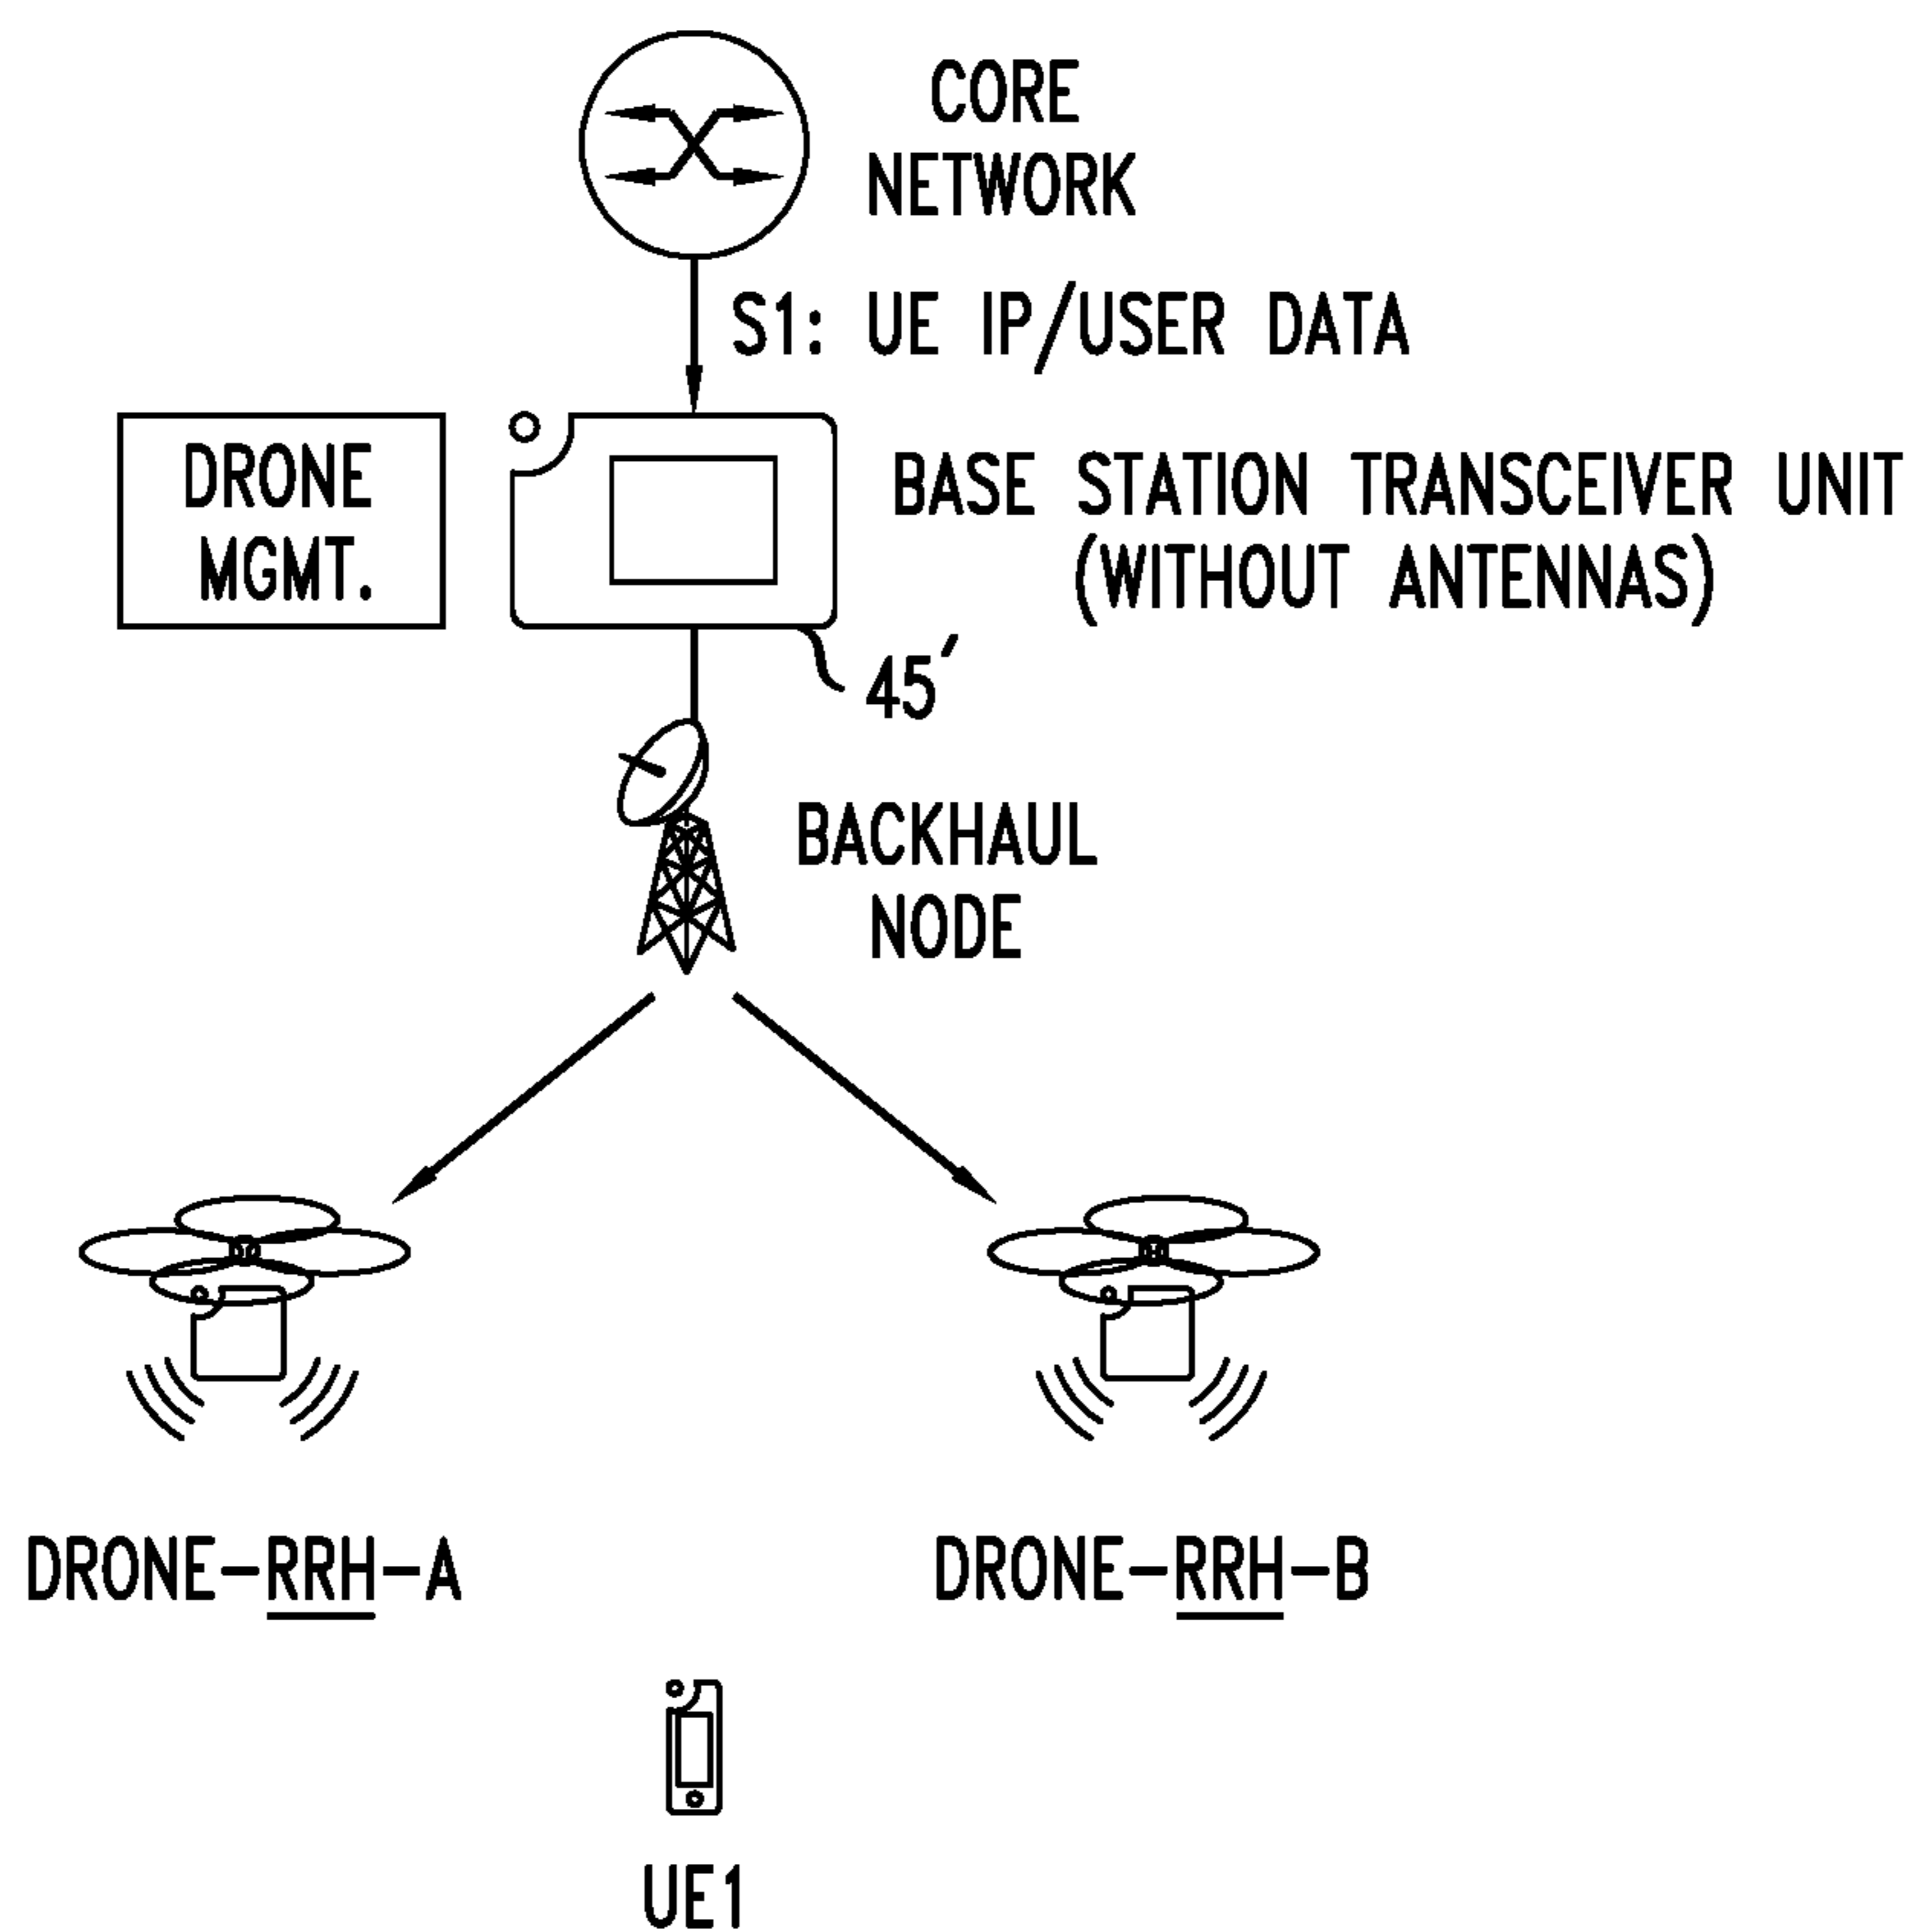 CORE
NETWORK
S1: UE IP/USER DATA
DRONE
MGMT.
BASE STATION TRANSCEIVER UNIT
(WITHOUT ANTENNAS)
45′
BACKHAUL
NODE
DRONE-RRH-A
DRONE-RRH-B
UE1